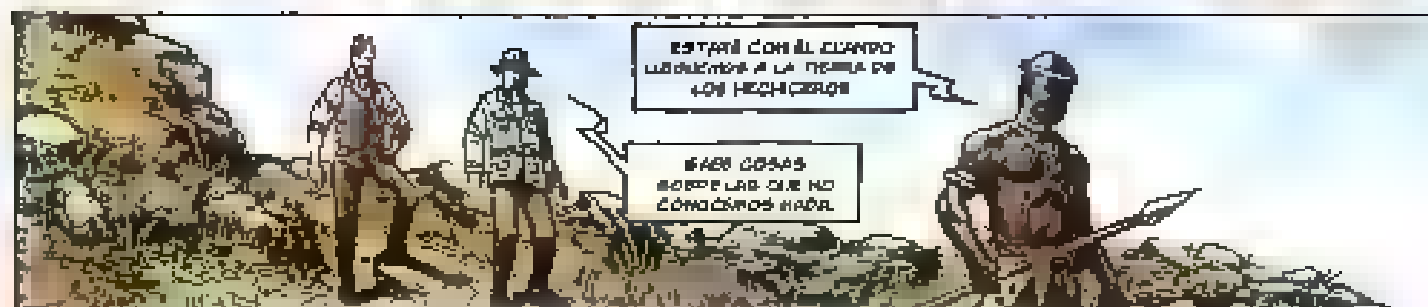 ESTARÉ CON ÉL CUANDO
LLEGUEMOS A LA TIERRA DE
LOS HECHICEROS
SABE COSAS
SOBRE LAS QUE NO
CONOCEMOS NADA.